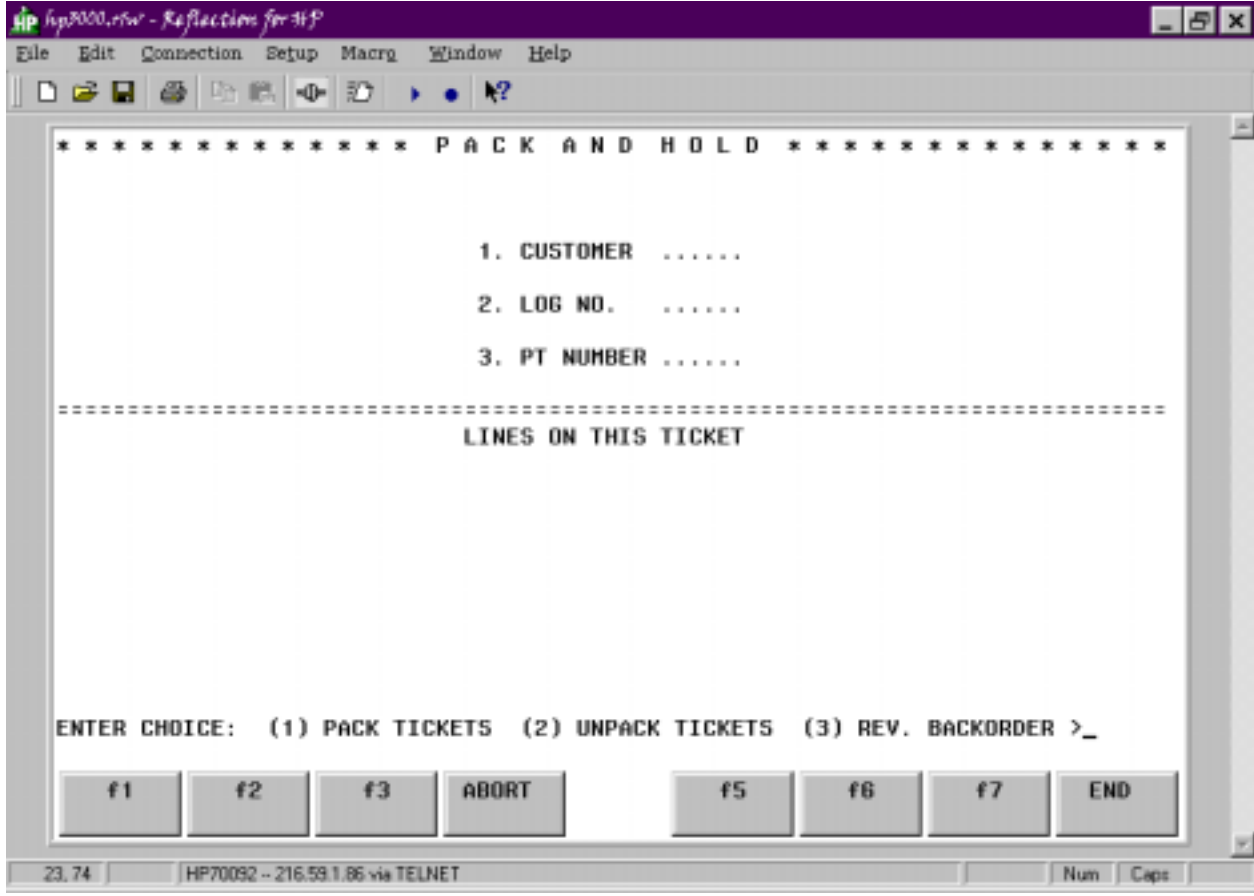 HP hp3000.rfw - Reflection for HP
File Edit Connection Setup Macro Window Help
* * * * * * * * * * * * * P A C K A N D H O L D * * * * * * * * * * * * * *
1. CUSTOMER ......
2. LOG NO. ......
3. PT NUMBER ......
===============================================================================
LINES ON THIS TICKET
ENTER CHOICE: (1) PACK TICKETS (2) UNPACK TICKETS (3) REV. BACKORDER >_
f1 f2 f3 ABORT f5 f6 f7 END
23, 74 HP70092 -- 216.59.1.86 via TELNET Num Caps